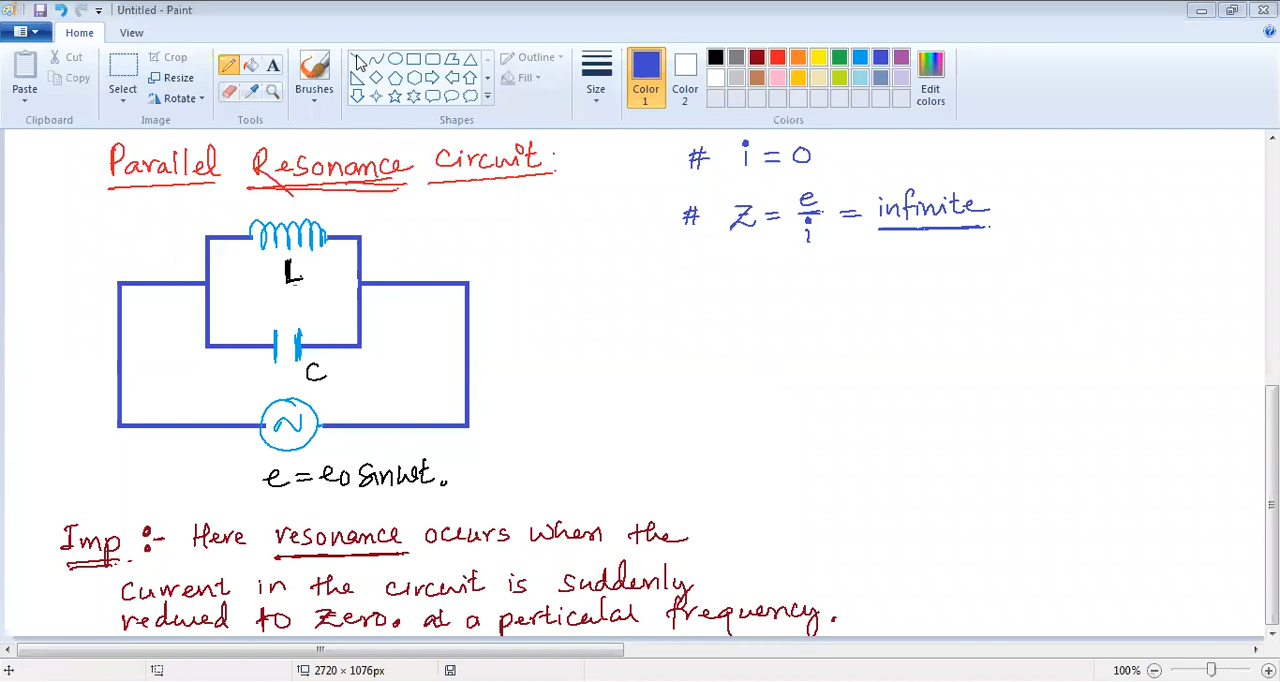 Untitled - Paint
Home View
Paste
Cut
Copy
Clipboard
Select
Crop
Resize
Rotate
Image
A
Tools
Brushes
Outline
Fill
Shapes
Size
Color 1
Color 2
Edit colors
Colors
Parallel Resonance Circuit:
L
C
e = e0 Sinωt.
# i = 0
# Z = e/i = infinite
Imp :- Here resonance occurs when the
current in the circuit is suddenly
reduced to zero. at a perticular frequency.
2720 × 1076px
100%